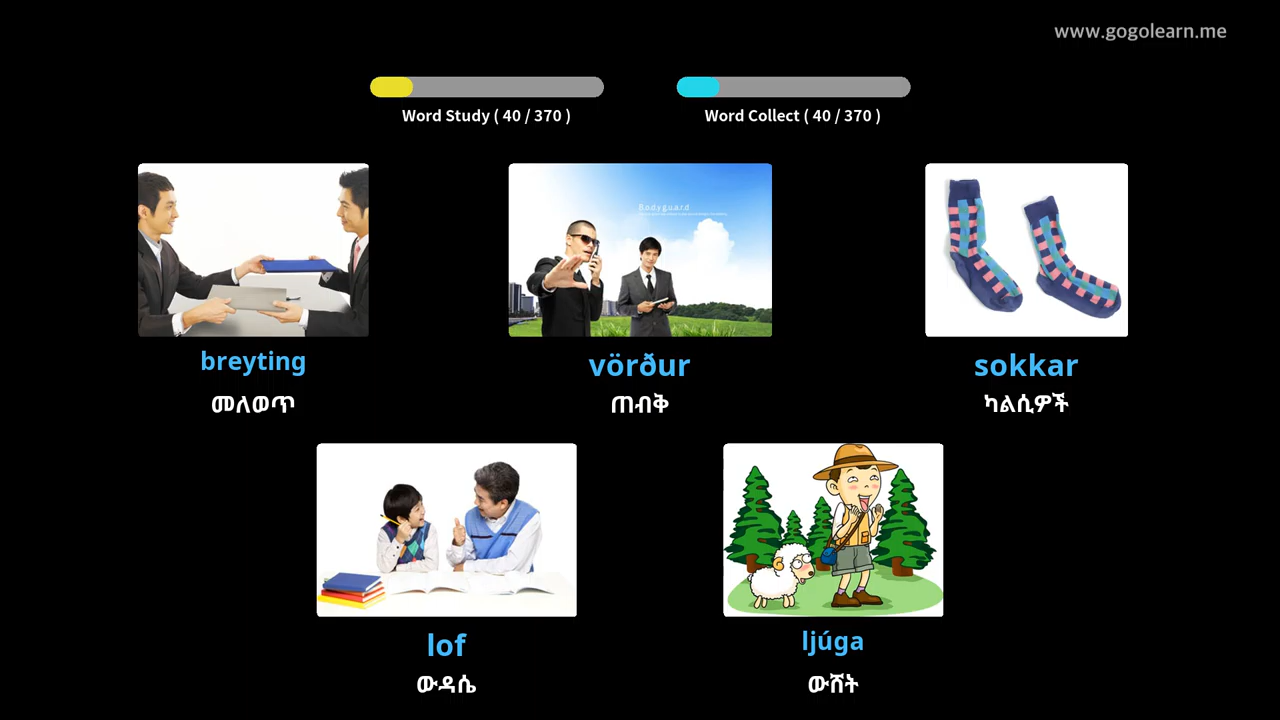 www.gogolearn.me
Word Study ( 40 / 370 )
Word Collect ( 40 / 370 )
Bodyguard
breyting
vörður
sokkar
መለወጥ
ጠብቅ
ካልሲዎች
lof
ljúga
ውዳሴ
ውሸት